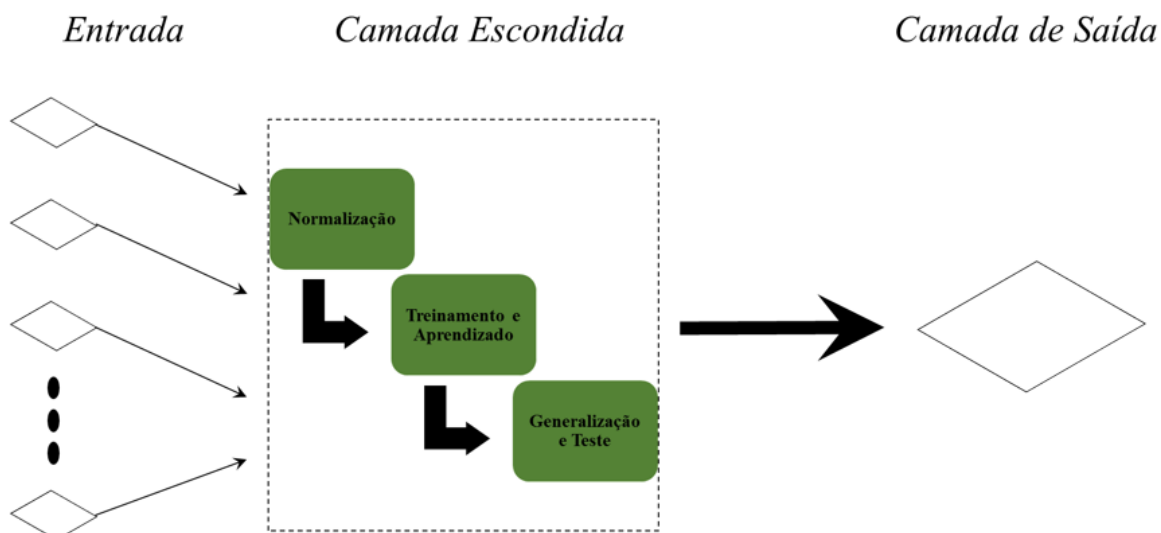 Entrada
Camada Escondida
Camada de Saída
Normalização
Treinamento e
Aprendizado
Generalização
e Teste